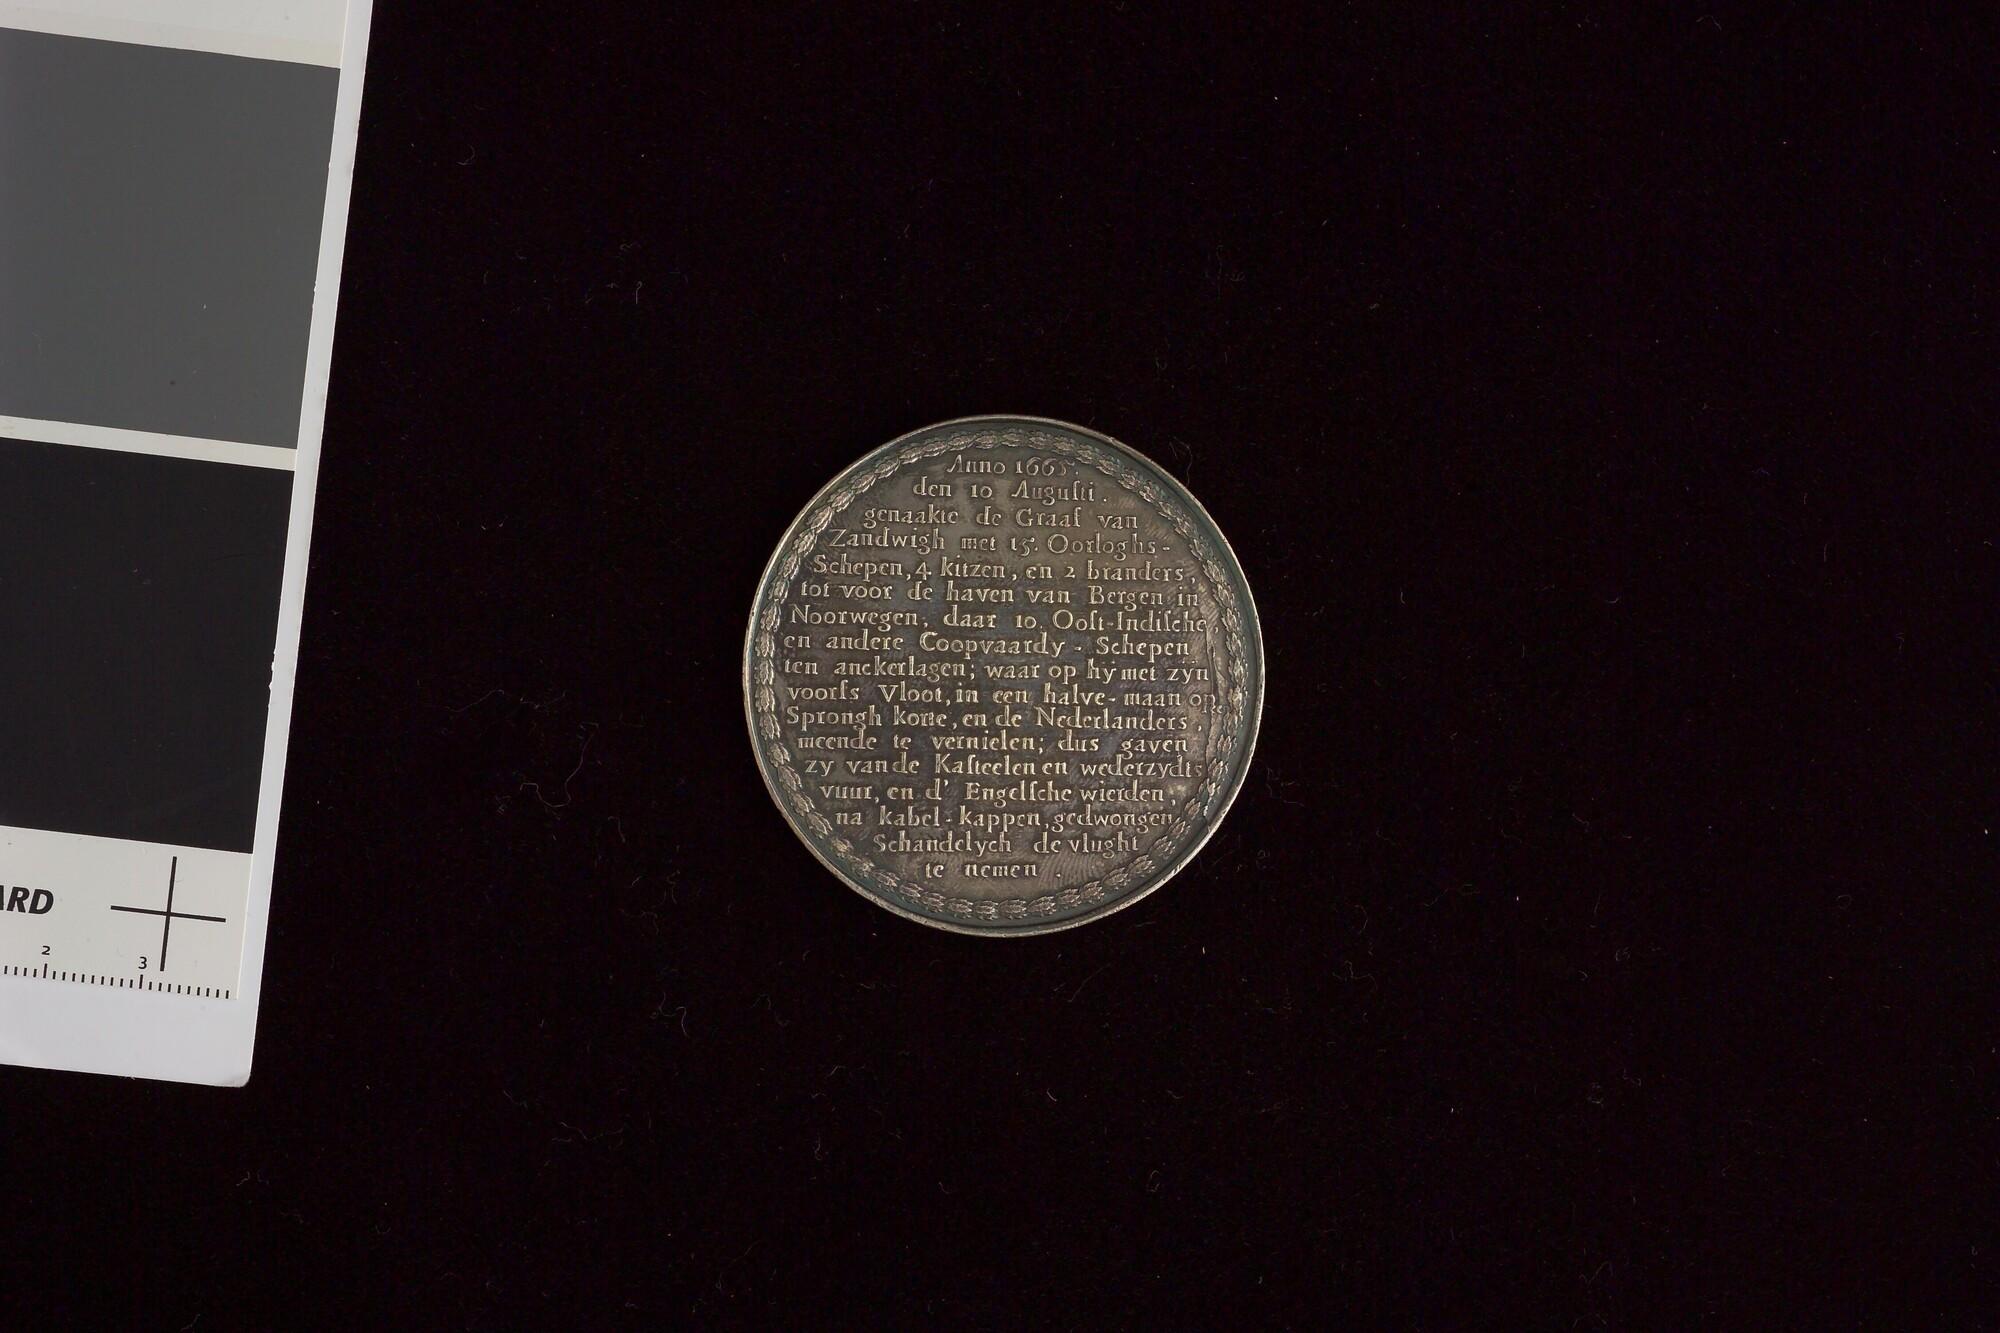 Anno 1665.
den 10 Augusti.
genaakte de Graaf van
Zandwigh met 15. Oorloghs-
Schepen, 4 kitzen, en 2 branders,
tot voor de haven van Bergen in
Noorwegen, daar 10. Oost-Indische
en andere Coopvaardy-Schepen
ten anckerlagen; waar op hy met zyn
voorſs Vloot, in een halve-maan op
Sprongh korte, en de Nederlanders,
meende te vernielen; dus gaven
zy van de Kasteelen en wederzydts
vuur, en d' Engelsche wierden,
na kabel-kappen, gedwongen
Schandelych de vlught
te nemen.
ARD
2 3